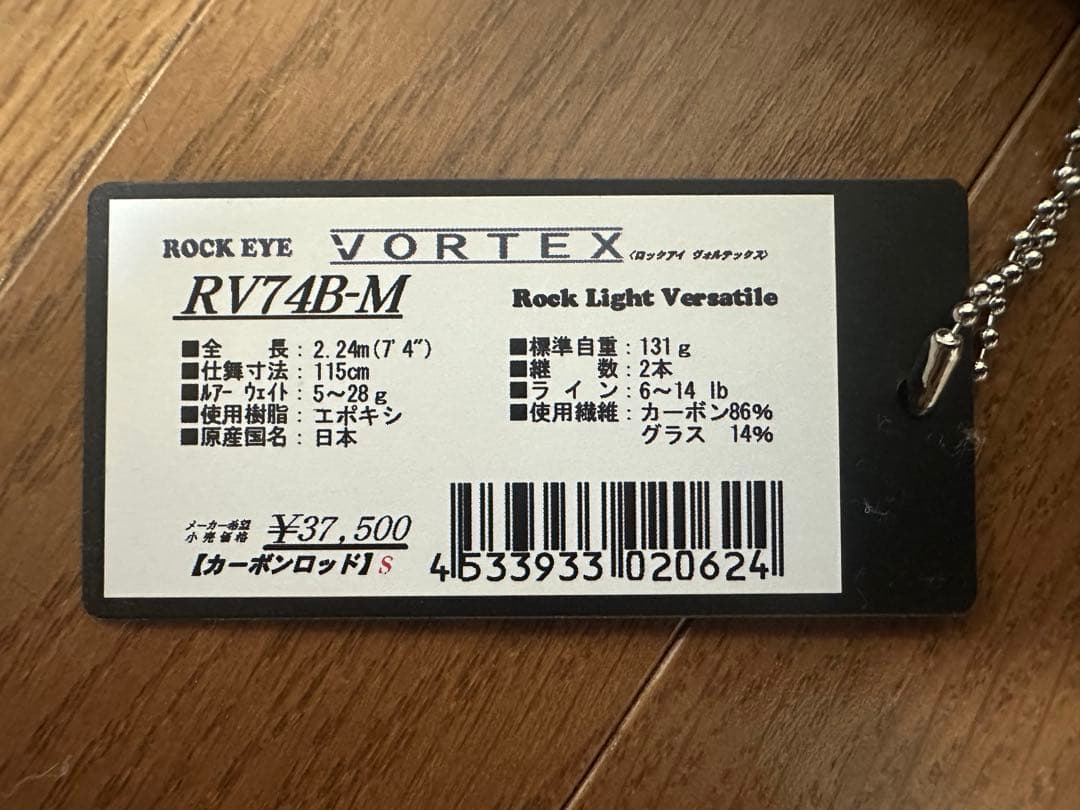 ROCK EYE VORTEX〈ロックアイ ヴォルテックス〉
RV74B-M Rock Light Versatile
■全 長：2.24m(7'4") ■標準自重：131g
■仕舞寸法：115cm ■継 数：2本
■ルアー ウェイト：5～28g ■ライン：6～14 lb
■使用樹脂：エポキシ ■使用繊維：カーボン86%
■原産国名：日本 グラス 14%
メーカー希望
小売価格 ¥37,500
【カーボンロッド】S
4533933020624